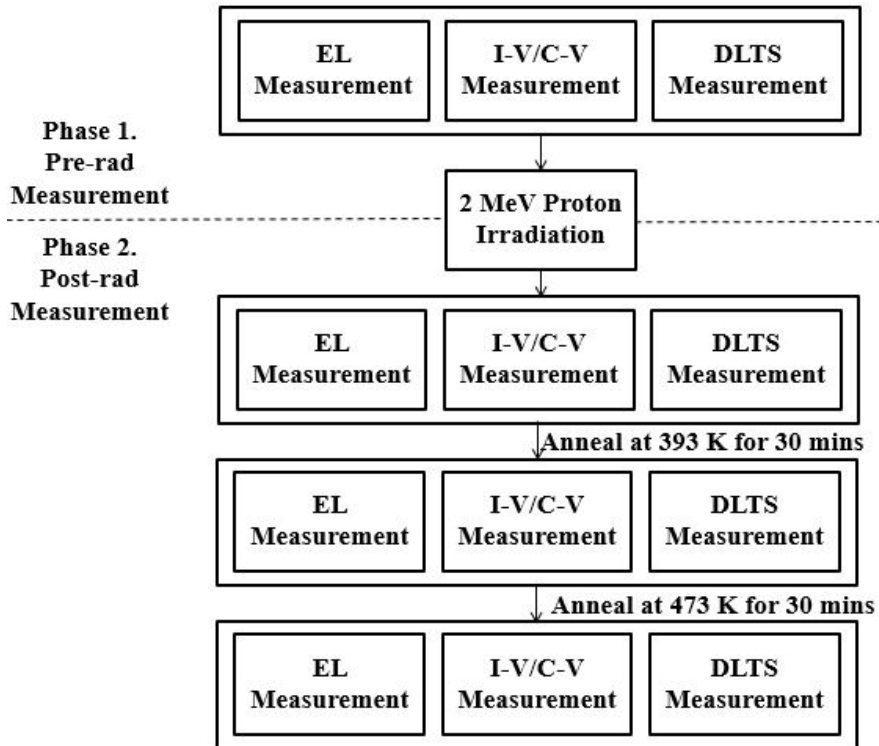 EL
Measurement
I-V/C-V
Measurement
DLTS
Measurement
Phase 1.
Pre-rad
Measurement
2 MeV Proton
Irradiation
Phase 2.
Post-rad
Measurement
EL
Measurement
I-V/C-V
Measurement
DLTS
Measurement
Anneal at 393 K for 30 mins
EL
Measurement
I-V/C-V
Measurement
DLTS
Measurement
Anneal at 473 K for 30 mins
EL
Measurement
I-V/C-V
Measurement
DLTS
Measurement